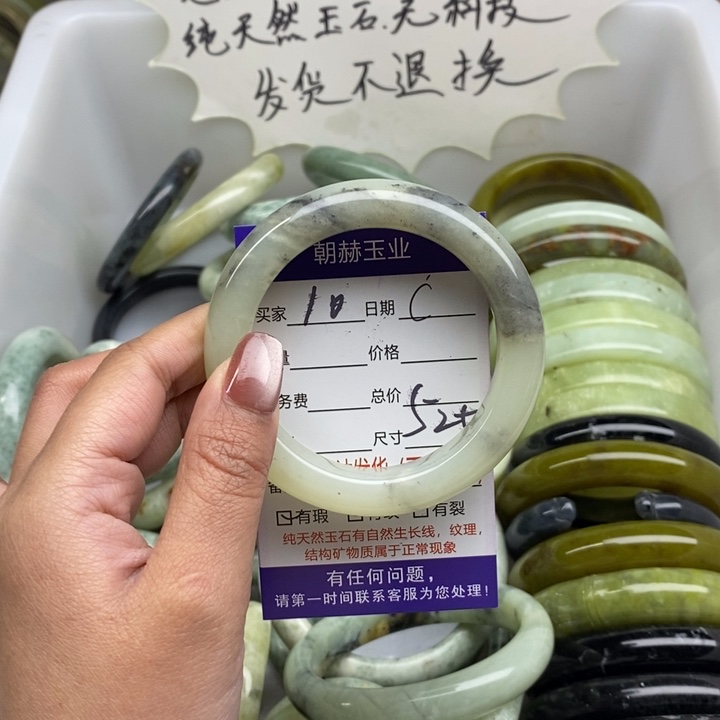 纯天然玉石.无科技
发货不退换
朝赫玉业
买家 10 日期
价格
务费 总价 52+
尺寸
有瑕 有裂
纯天然玉石有自然生长线，纹理，
结构矿物质属于正常现象
有任何问题，
请第一时间联系客服为您处理！